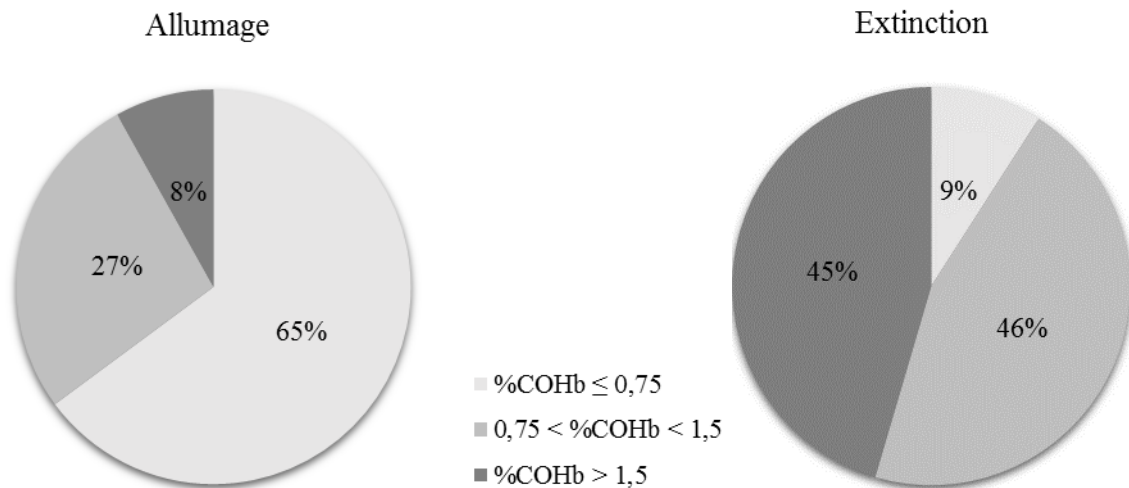 Allumage
8%
27%
65%
Extinction
9%
45%
46%
%COHb ≤ 0,75
0,75 < %COHb < 1,5
%COHb > 1,5